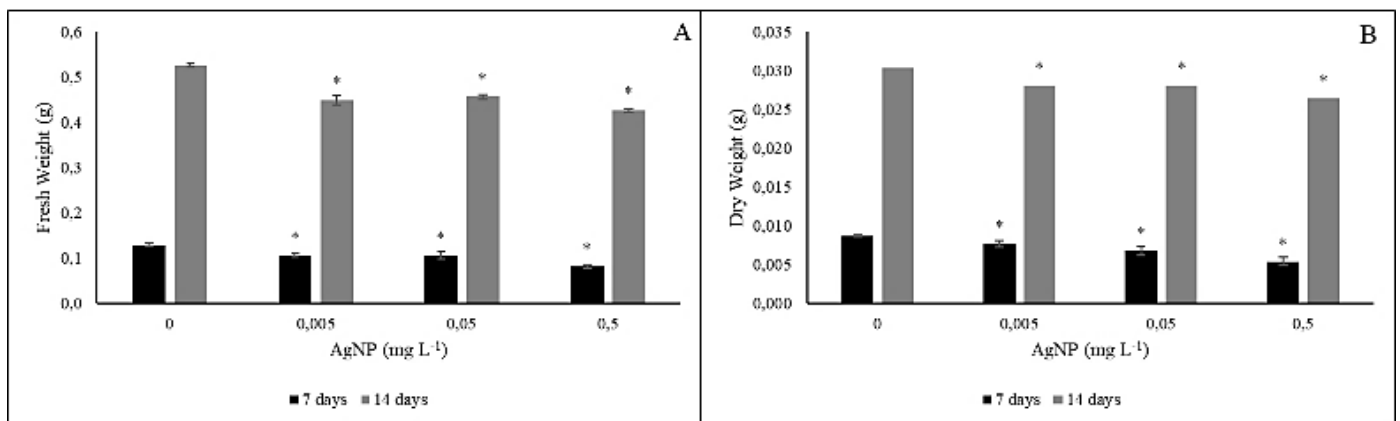 A
Fresh Weight (g)
0,6
0,5
0,4
0,3
0,2
0,1
0,0
* * *
* * *
0 0,005 0,05 0,5
AgNP (mg L⁻¹)
7 days 14 days
B
Dry Weight (g)
0,035
0,030
0,025
0,020
0,015
0,010
0,005
0,000
* * *
* * *
0 0,005 0,05 0,5
AgNP (mg L⁻¹)
7 days 14 days